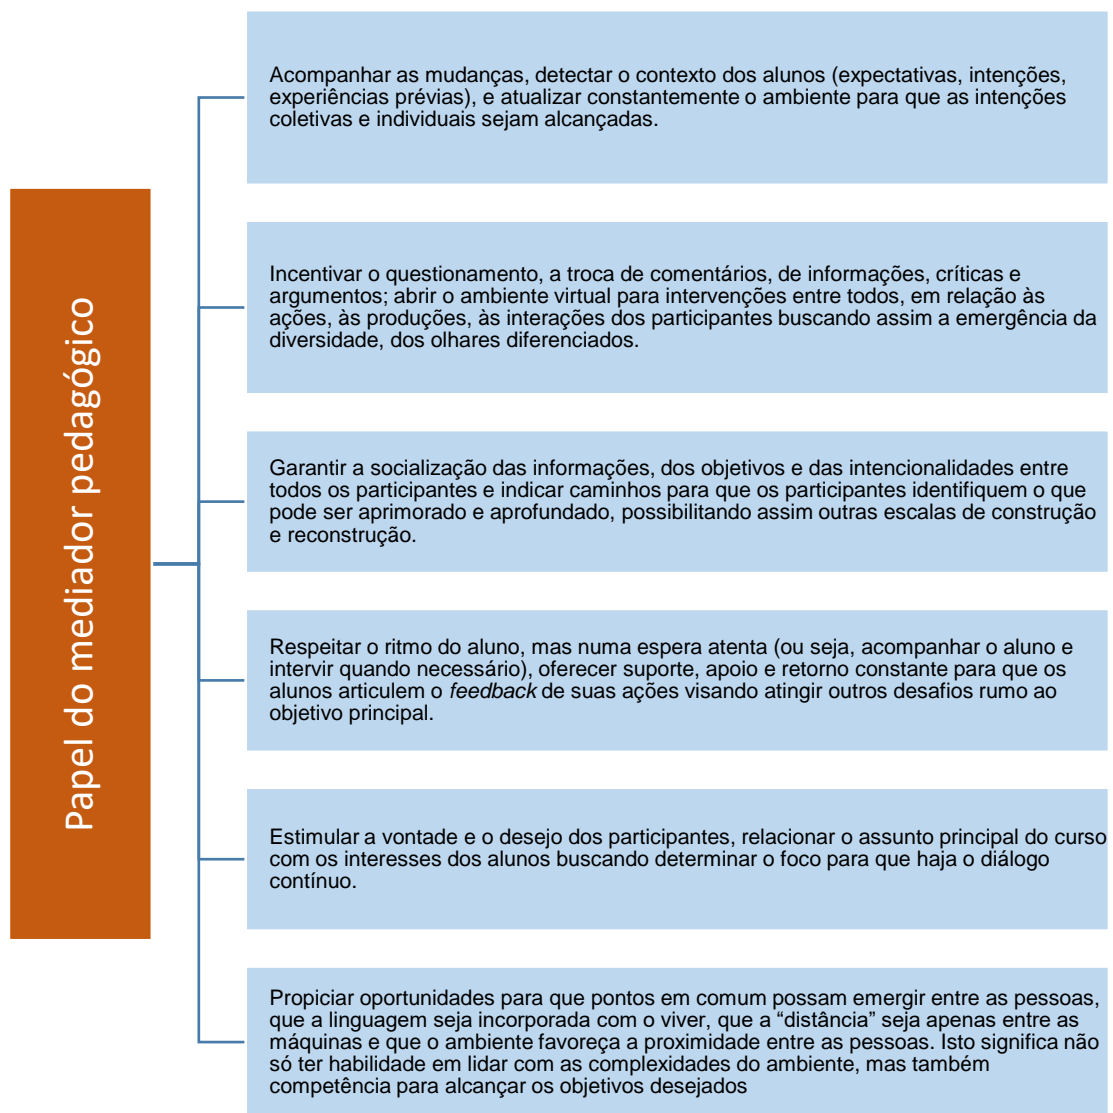 Papel do mediador pedagógico
Acompanhar as mudanças, detectar o contexto dos alunos (expectativas, intenções,
experiências prévias), e atualizar constantemente o ambiente para que as intenções
coletivas e individuais sejam alcançadas.
Incentivar o questionamento, a troca de comentários, de informações, críticas e
argumentos; abrir o ambiente virtual para intervenções entre todos, em relação às
ações, às produções, às interações dos participantes buscando assim a emergência da
diversidade, dos olhares diferenciados.
Garantir a socialização das informações, dos objetivos e das intencionalidades entre
todos os participantes e indicar caminhos para que os participantes identifiquem o que
pode ser aprimorado e aprofundado, possibilitando assim outras escalas de construção
e reconstrução.
Respeitar o ritmo do aluno, mas numa espera atenta (ou seja, acompanhar o aluno e
intervir quando necessário), oferecer suporte, apoio e retorno constante para que os
alunos articulem o feedback de suas ações visando atingir outros desafios rumo ao
objetivo principal.
Estimular a vontade e o desejo dos participantes, relacionar o assunto principal do curso
com os interesses dos alunos buscando determinar o foco para que haja o diálogo
contínuo.
Propiciar oportunidades para que pontos em comum possam emergir entre as pessoas,
que a linguagem seja incorporada com o viver, que a “distância” seja apenas entre as
máquinas e que o ambiente favoreça a proximidade entre as pessoas. Isto significa não
só ter habilidade em lidar com as complexidades do ambiente, mas também
competência para alcançar os objetivos desejados